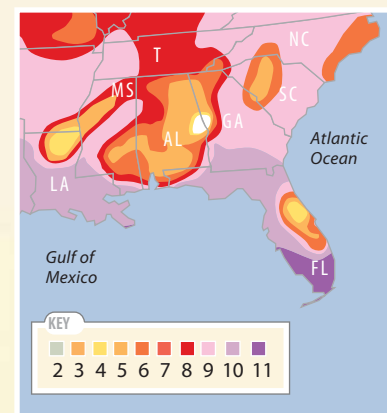 NC
T
MS
SC
GA
AL
Atlantic
Ocean
LA
Gulf of
Mexico
FL
KEY
2 3 4 5 6 7 8 9 10 11